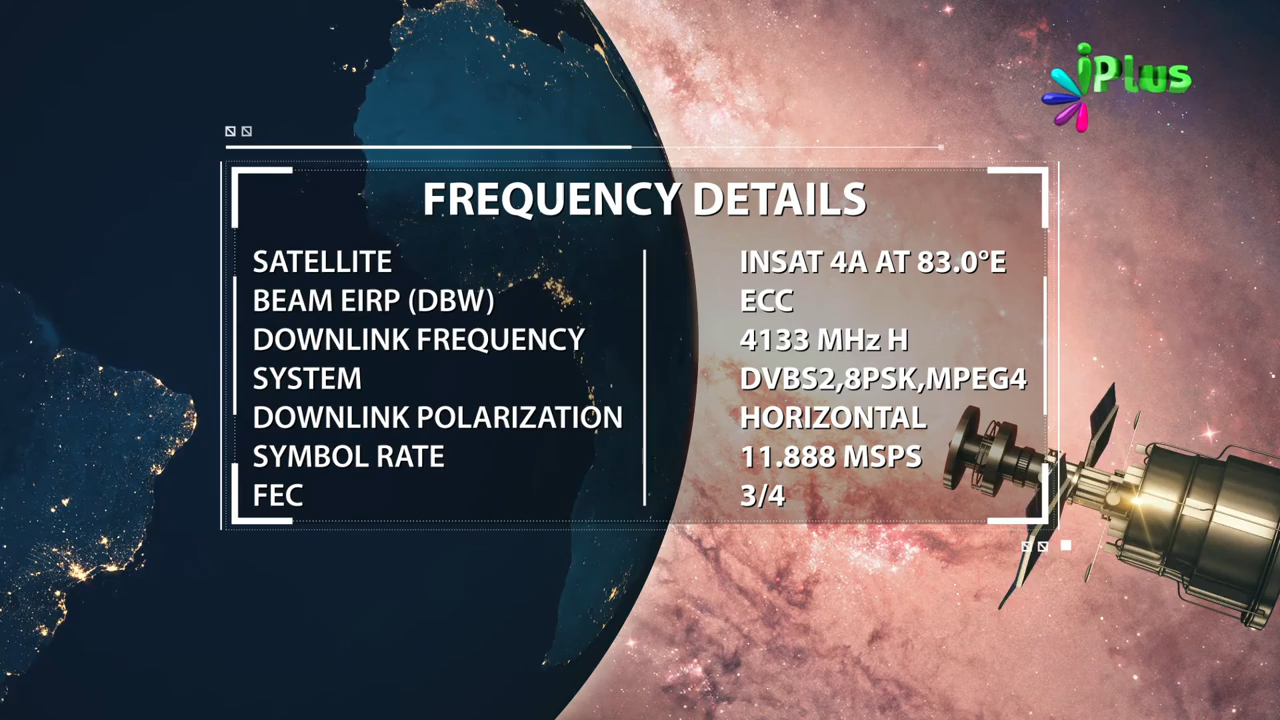 iPlus
FREQUENCY DETAILS
SATELLITE INSAT 4A AT 83.0°E
BEAM EIRP (DBW) ECC
DOWNLINK FREQUENCY 4133 MHz H
SYSTEM DVBS2,8PSK,MPEG4
DOWNLINK POLARIZATION HORIZONTAL
SYMBOL RATE 11.888 MSPS
FEC 3/4